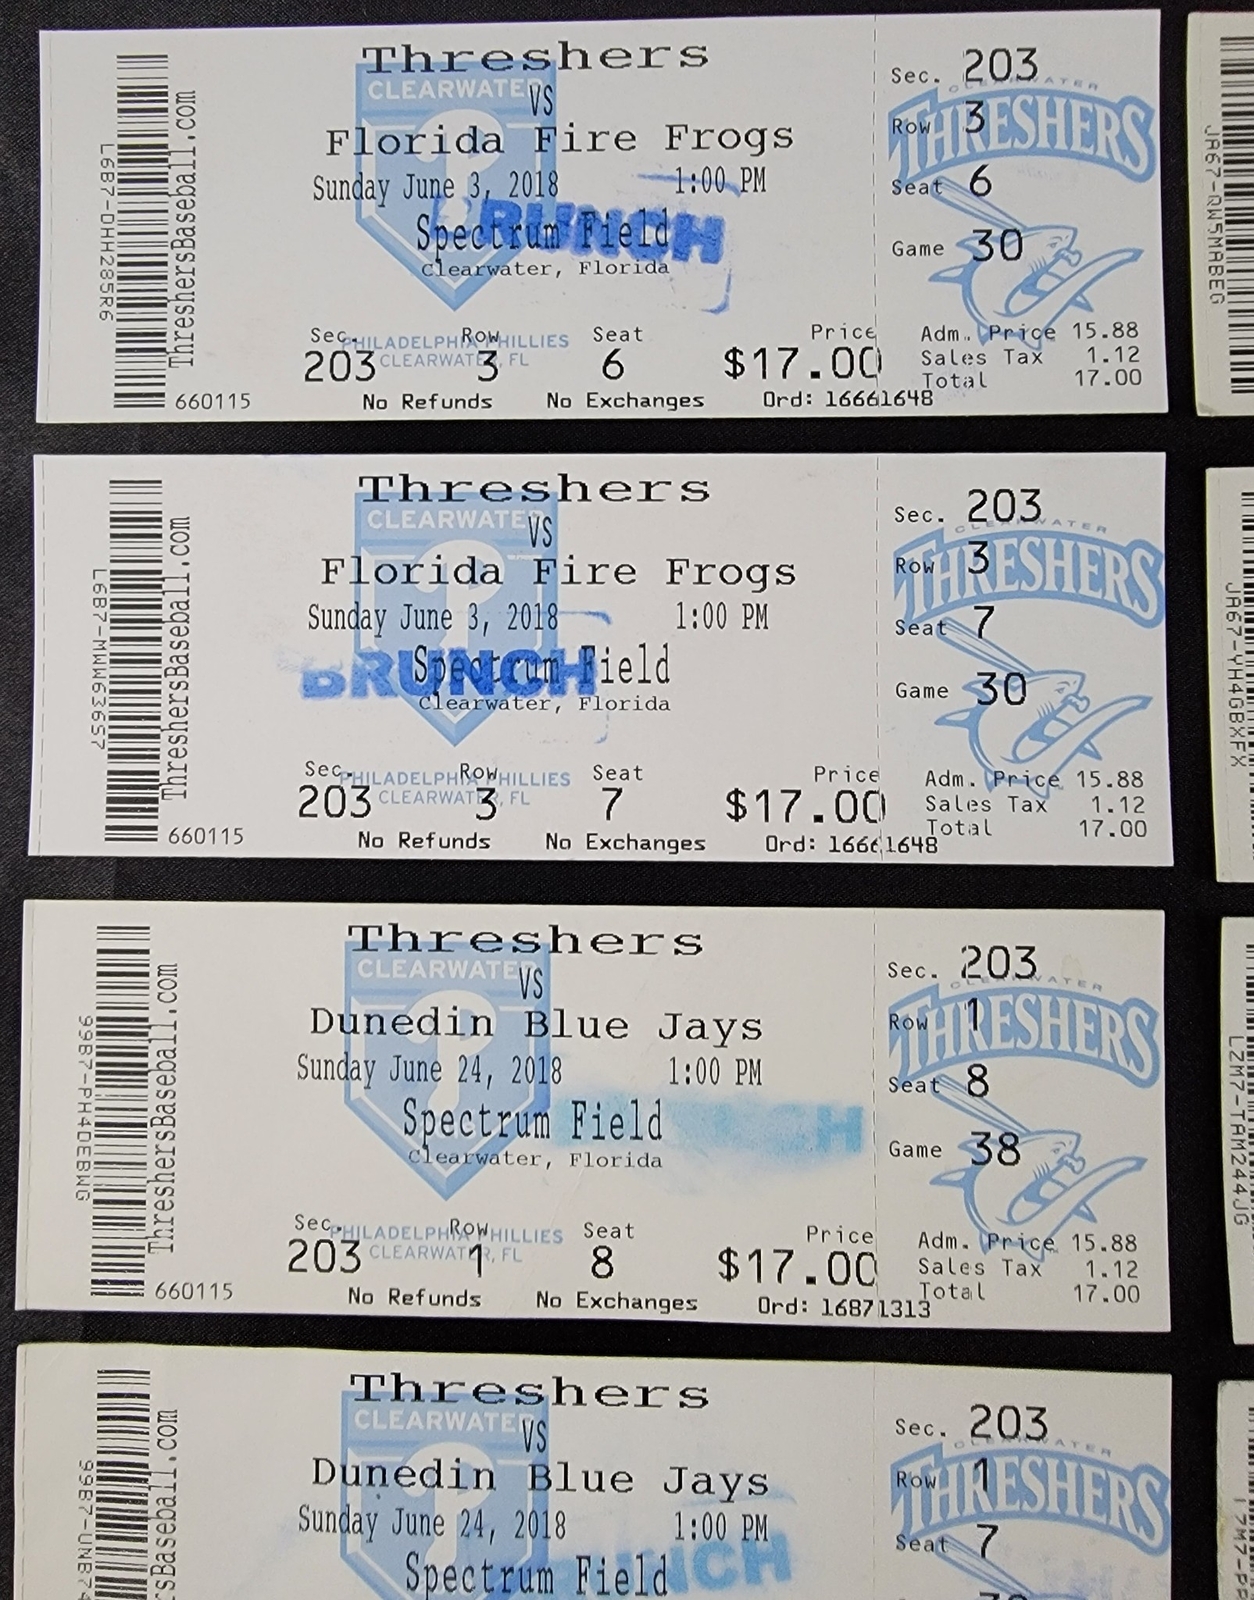 Threshers
CLEARWATER
VS
Florida Fire Frogs
Sunday June 3, 2018 1:00 PM
BRUNCH
Spectrum Field
Clearwater, Florida
Sec. Row Seat Price
PHILADELPHIA PHILLIES
203 3 6 $17.00
CLEARWATER, FL
660115 No Refunds No Exchanges Ord: 16661648
L6B7-DHH285R6
ThreshersBaseball.com
Sec. 203
CLEARWATER
THRESHERS
Row 3
Seat 6
Game 30
Adm. Price 15.88
Sales Tax 1.12
Total 17.00
Threshers
CLEARWATER
VS
Florida Fire Frogs
Sunday June 3, 2018 1:00 PM
BRUNCH
Spectrum Field
Clearwater, Florida
Sec. Row Seat Price
PHILADELPHIA PHILLIES
203 3 7 $17.00
CLEARWATER, FL
660115 No Refunds No Exchanges Ord: 16661648
L6B7-MWW636S7
ThreshersBaseball.com
Sec. 203
CLEARWATER
THRESHERS
Row 3
Seat 7
Game 30
Adm. Price 15.88
Sales Tax 1.12
Total 17.00
Threshers
CLEARWATER
VS
Dunedin Blue Jays
Sunday June 24, 2018 1:00 PM
Spectrum Field
Clearwater, Florida
Sec. Row Seat Price
PHILADELPHIA PHILLIES
203 1 8 $17.00
CLEARWATER, FL
660115 No Refunds No Exchanges Ord: 16871313
99B7-PH4DEBWG
ThreshersBaseball.com
Sec. 203
CLEARWATER
THRESHERS
Row 1
Seat 8
Game 38
Adm. Price 15.88
Sales Tax 1.12
Total 17.00
Threshers
CLEARWATER
VS
Dunedin Blue Jays
Sunday June 24, 2018 1:00 PM
BRUNCH
Spectrum Field
Sec. 203
CLEARWATER
THRESHERS
Row 1
Seat 7
JA67-QW5MABEG
JA67-YH4GBXFX
LZM7-TAM244JG